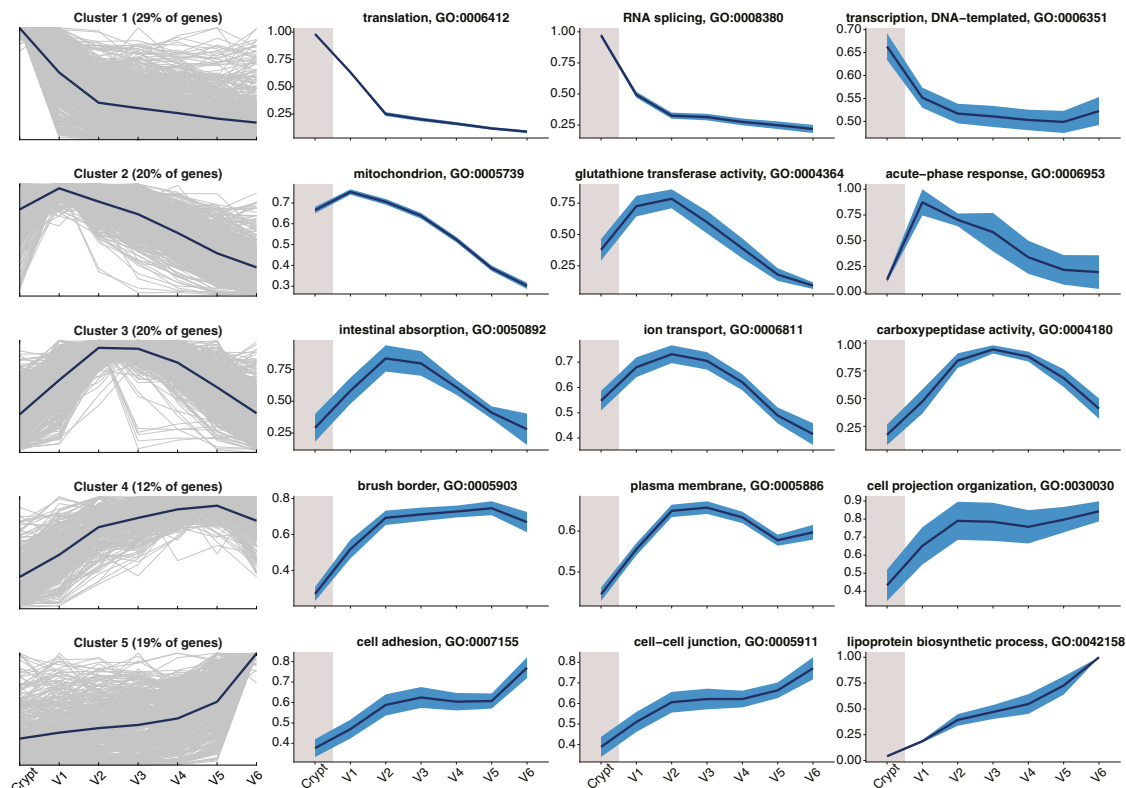 Cluster 1 (29% of genes)
translation, GO:0006412
RNA splicing, GO:0008380
transcription, DNA−templated, GO:0006351
1.00
0.75
0.50
0.25
1.00
0.75
0.50
0.25
0.70
0.65
0.60
0.55
0.50
Cluster 2 (20% of genes)
mitochondrion, GO:0005739
glutathione transferase activity, GO:0004364
acute−phase response, GO:0006953
0.7
0.6
0.5
0.4
0.3
0.75
0.50
0.25
1.00
0.75
0.50
0.25
0.00
Cluster 3 (20% of genes)
intestinal absorption, GO:0050892
ion transport, GO:0006811
carboxypeptidase activity, GO:0004180
0.75
0.50
0.25
0.7
0.6
0.5
0.4
1.00
0.75
0.50
0.25
Cluster 4 (12% of genes)
brush border, GO:0005903
plasma membrane, GO:0005886
cell projection organization, GO:0030030
0.8
0.6
0.4
0.6
0.5
0.9
0.8
0.7
0.6
0.5
0.4
Cluster 5 (19% of genes)
cell adhesion, GO:0007155
cell−cell junction, GO:0005911
lipoprotein biosynthetic process, GO:0042158
0.8
0.7
0.6
0.5
0.4
0.8
0.7
0.6
0.5
0.4
1.00
0.75
0.50
0.25
0.00
Crypt V1 V2 V3 V4 V5 V6
Crypt V1 V2 V3 V4 V5 V6
Crypt V1 V2 V3 V4 V5 V6
Crypt V1 V2 V3 V4 V5 V6